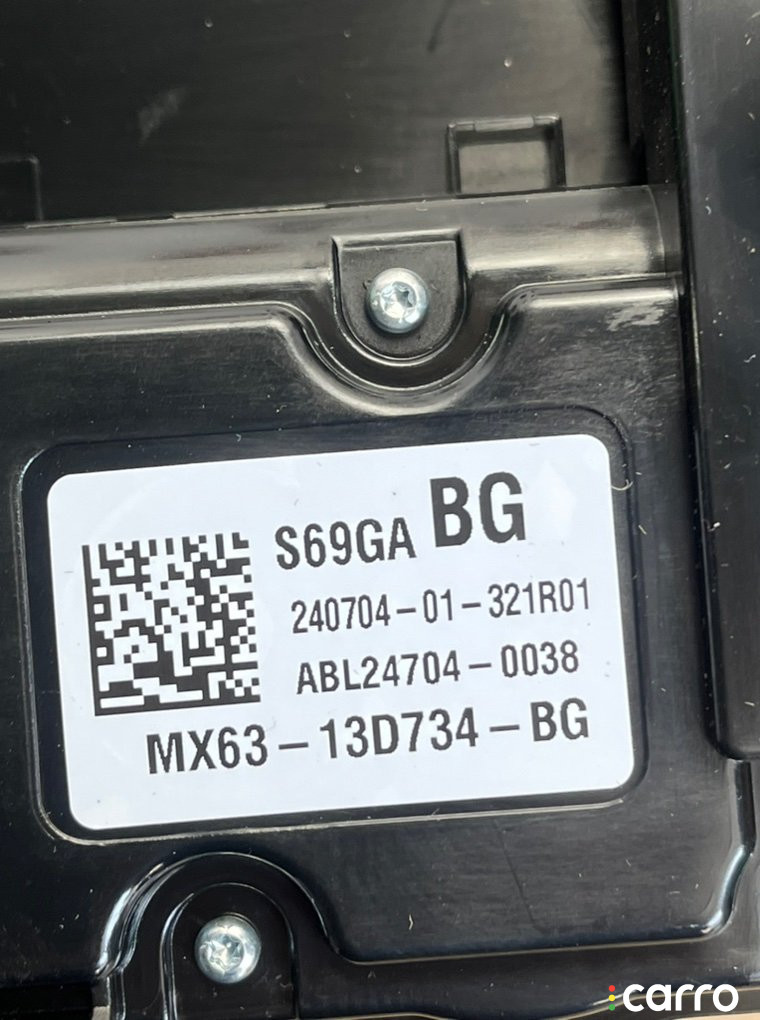 S69GA BG
240704-01-321R01
ABL24704-0038
MX63-13D734-BG
carro